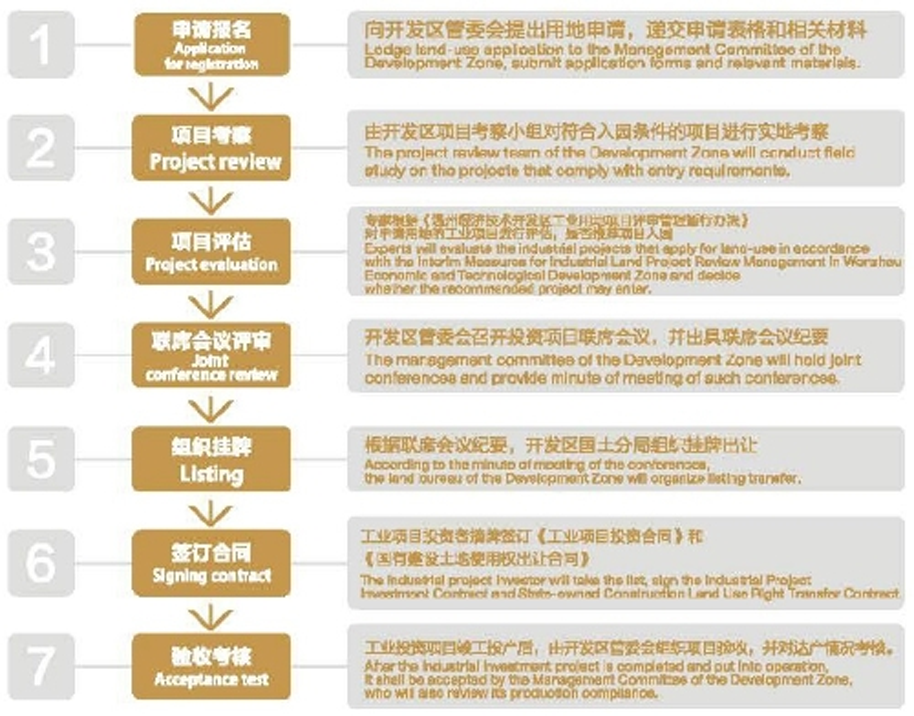 1
申请报名
Application
for registration
向开发区管委会提出用地申请，递交申请表格和相关材料
Lodge land-use application to the Management Committee of the
Development Zone, submit application forms and relevant materials.
2
项目考察
Project review
由开发区项目考察小组对符合入园条件的项目进行实地考察
The project review team of the Development Zone will conduct field
study on the projects that comply with entry requirements.
3
项目评估
Project evaluation
专家根据《温州经济技术开发区工业用地项目评审管理暂行办法》
对申请用地的工业项目进行评估，是否推荐项目入园
Experts will evaluate the industrial projects that apply for land-use in accordance
with the Interim Measures for Industrial Land Project Review Management in Wenzhou
Economic and Technological Development Zone and decide
whether the recommended project may enter.
4
联席会议评审
Joint
conference review
开发区管委会召开投资项目联席会议，并出具联席会议纪要
The management committee of the Development Zone will hold joint
conferences and provide minute of meeting of such conferences.
5
组织挂牌
Listing
根据联席会议纪要，开发区国土分局组织挂牌出让
According to the minute of meeting of the conferences,
the land bureau of the Development Zone will organize listing transfer.
6
签订合同
Signing contract
工业项目投资者摘牌签订《工业项目投资合同》和
《国有建设土地使用权出让合同》
The industrial project investor will take the list, sign the Industrial Project
Investment Contract and State-owned Construction Land Use Right Transfer Contract.
7
验收考核
Acceptance test
工业投资项目竣工投产后，由开发区管委会组织项目验收，并对达产情况考核。
After the industrial investment project is completed and put into operation,
it shall be accepted by the Management Committee of the Development Zone,
who will also review its production compliance.